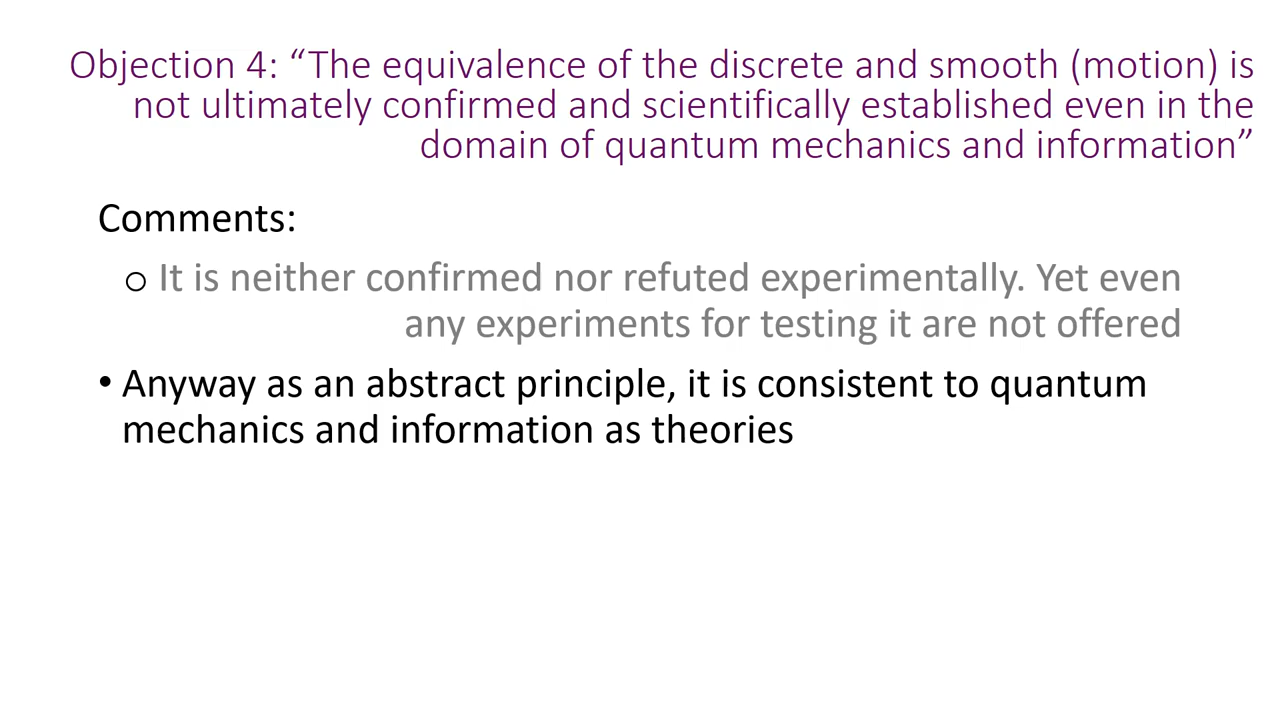 Objection 4: “The equivalence of the discrete and smooth (motion) is
not ultimately confirmed and scientifically established even in the
domain of quantum mechanics and information”
Comments:
o It is neither confirmed nor refuted experimentally. Yet even
any experiments for testing it are not offered
• Anyway as an abstract principle, it is consistent to quantum
mechanics and information as theories